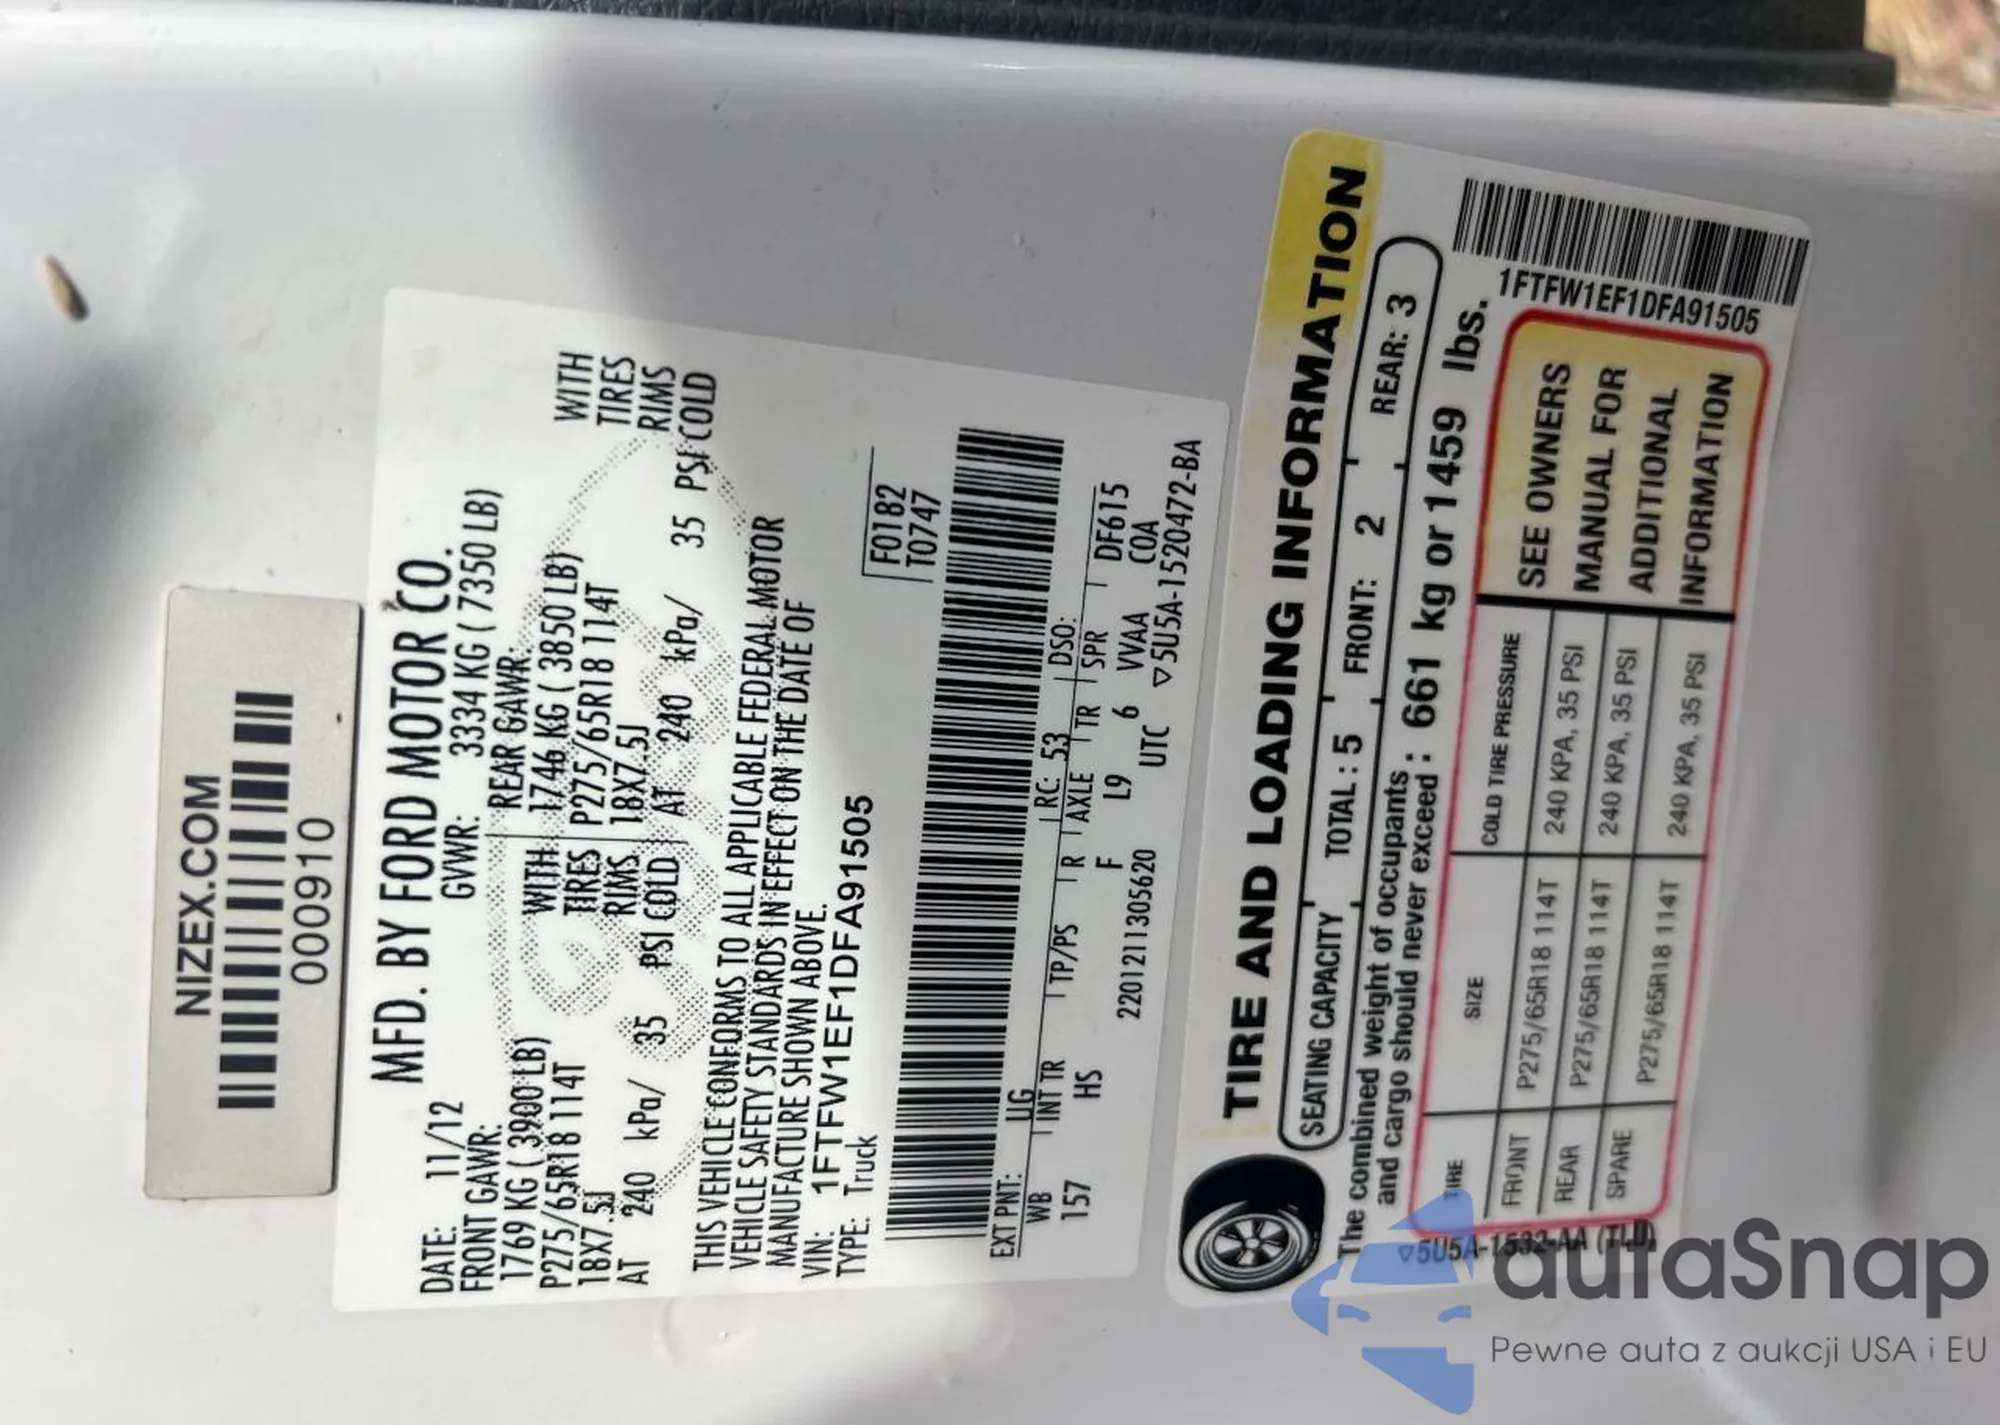 NIZEX.COM
000910
MFD. BY FORD MOTOR CO.
DATE: 11/12 GVWR: 3334 KG ( 7350 LB)
FRONT GAWR: REAR GAWR:
1769 KG ( 3900 LB) WITH 1746 KG ( 3850 LB) WITH
P275/65R18 114T TIRES P275/65R18 114T TIRES
18X7.5J RIMS 18X7.5J RIMS
AT 240 kPa/ 35 PSI COLD AT 240 kPa/ 35 PSI COLD
THIS VEHICLE CONFORMS TO ALL APPLICABLE FEDERAL MOTOR
VEHICLE SAFETY STANDARDS IN EFFECT ON THE DATE OF
MANUFACTURE SHOWN ABOVE.
VIN: 1FTFW1EF1DFA91505
TYPE: Truck
F0182
T0747
EXT PNT: UG RC: 53 DSO:
WB INT TR TP/PS R AXLE TR SPR DF615
157 HS F L9 6 VVAA COA
2201211305620 UTC ▽5U5A-1520472-BA
TIRE AND LOADING INFORMATION
SEATING CAPACITY TOTAL : 5 FRONT: 2 REAR: 3
The combined weight of occupants
and cargo should never exceed : 661 kg or 1459 lbs.
TIRE SIZE COLD TIRE PRESSURE
FRONT P275/65R18 114T 240 KPA, 35 PSI
REAR P275/65R18 114T 240 KPA, 35 PSI
SPARE P275/65R18 114T 240 KPA, 35 PSI
SEE OWNERS
MANUAL FOR
ADDITIONAL
INFORMATION
1FTFW1EF1DFA91505
▽5U5A-1532-AA (TLU)
autaSnap
Pewne auta z aukcji USA i EU